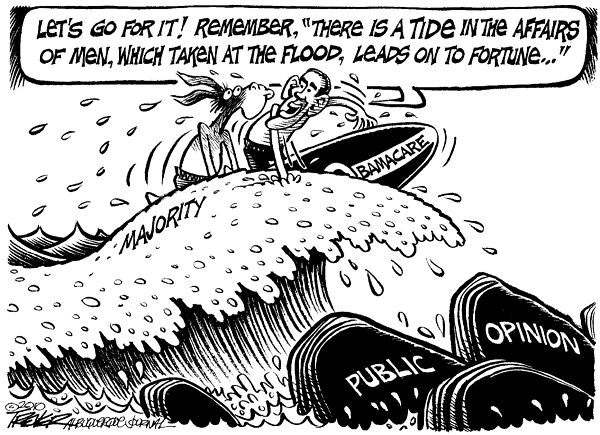 LET'S GO FOR IT! REMEMBER, "THERE IS A TIDE IN THE AFFAIRS
OF MEN, WHICH TAKEN AT THE FLOOD, LEADS ON TO FORTUNE..."
OBAMACARE
MAJORITY
PUBLIC
OPINION
©2010
TREVER
ALBUQUERQUE JOURNAL